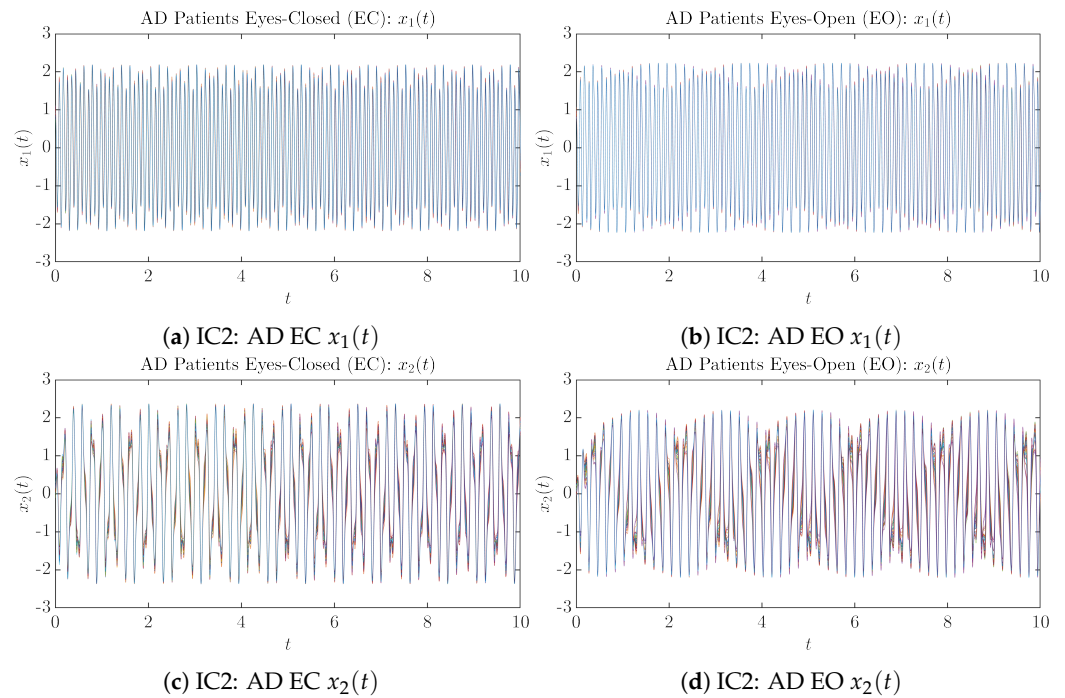 AD Patients Eyes-Closed (EC): x₁(t)
3
2
1
0
-1
-2
-3
x₁(t)
0 2 4 6 8 10
t
(a) IC2: AD EC x₁(t)
AD Patients Eyes-Open (EO): x₁(t)
3
2
1
0
-1
-2
-3
x₁(t)
0 2 4 6 8 10
t
(b) IC2: AD EO x₁(t)
AD Patients Eyes-Closed (EC): x₂(t)
3
2
1
0
-1
-2
-3
x₂(t)
0 2 4 6 8 10
t
(c) IC2: AD EC x₂(t)
AD Patients Eyes-Open (EO): x₂(t)
3
2
1
0
-1
-2
-3
x₂(t)
0 2 4 6 8 10
t
(d) IC2: AD EO x₂(t)